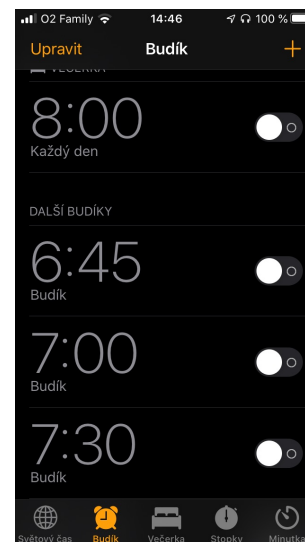 O2 Family 14:46 100 %
Upravit Budík +
VEČERKA
8:00
Každý den
DALŠÍ BUDÍKY
6:45
Budík
7:00
Budík
7:30
Budík
Světový čas Budík Večerka Stopky Minutka